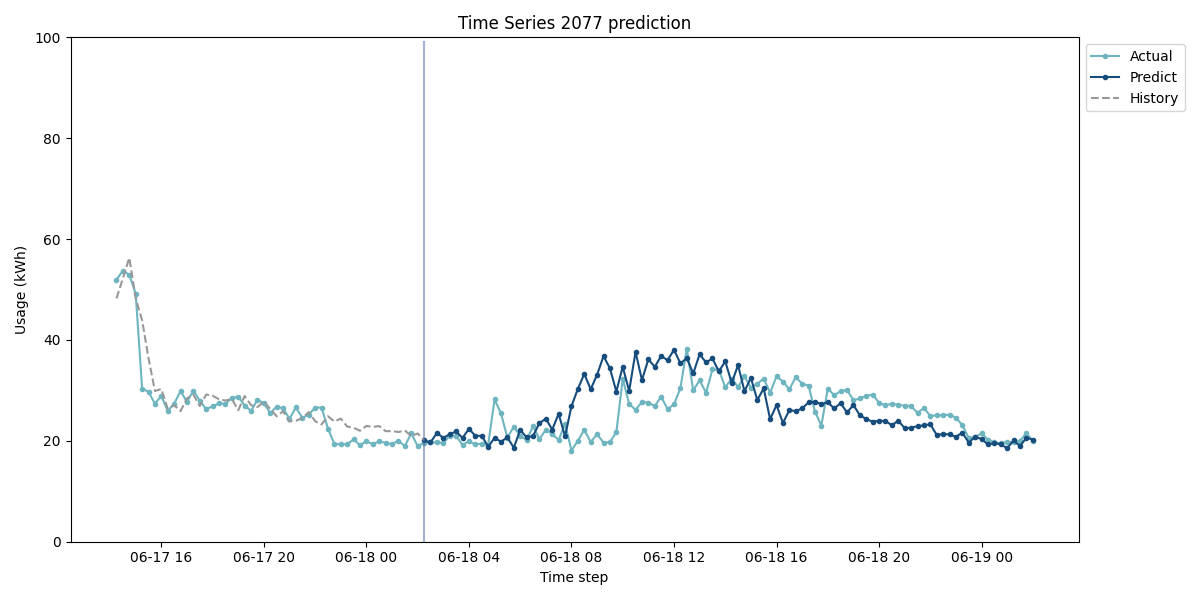 Time Series 2077 prediction
100
80
60
40
20
0
Usage (kWh)
06-17 16
06-17 20
06-18 00
06-18 04
06-18 08
06-18 12
06-18 16
06-18 20
06-19 00
Time step
Actual
Predict
History